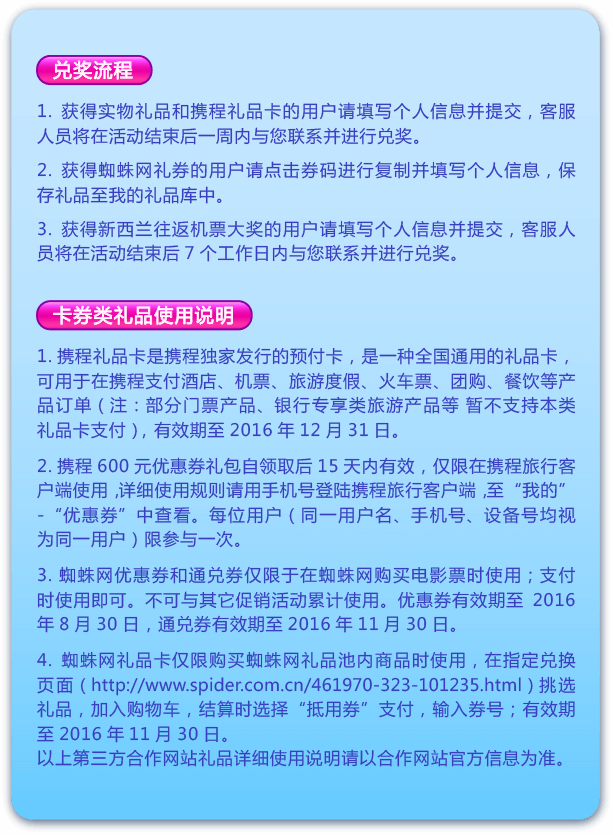 兑奖流程
1. 获得实物礼品和携程礼品卡的用户请填写个人信息并提交，客服
人员将在活动结束后一周内与您联系并进行兑奖。
2. 获得蜘蛛网礼券的用户请点击券码进行复制并填写个人信息，保
存礼品至我的礼品库中。
3. 获得新西兰往返机票大奖的用户请填写个人信息并提交，客服人
员将在活动结束后 7 个工作日内与您联系并进行兑奖。
卡券类礼品使用说明
1. 携程礼品卡是携程独家发行的预付卡，是一种全国通用的礼品卡，
可用于在携程支付酒店、机票、旅游度假、火车票、团购、餐饮等产
品订单（注：部分门票产品、银行专享类旅游产品等 暂不支持本类
礼品卡支付），有效期至 2016 年 12 月 31 日。
2. 携程 600 元优惠券礼包自领取后 15 天内有效，仅限在携程旅行客
户端使用，详细使用规则请用手机号登陆携程旅行客户端，至“我的”
-“优惠券”中查看。每位用户（同一用户名、手机号、设备号均视
为同一用户）限参与一次。
3. 蜘蛛网优惠券和通兑券仅限于在蜘蛛网购买电影票时使用；支付
时使用即可。不可与其它促销活动累计使用。优惠券有效期至 2016
年 8 月 30 日，通兑券有效期至 2016 年 11 月 30 日。
4. 蜘蛛网礼品卡仅限购买蜘蛛网礼品池内商品时使用，在指定兑换
页面（http://www.spider.com.cn/461970-323-101235.html）挑选
礼品，加入购物车，结算时选择“抵用券”支付，输入券号；有效期
至 2016 年 11 月 30 日。
以上第三方合作网站礼品详细使用说明请以合作网站官方信息为准。